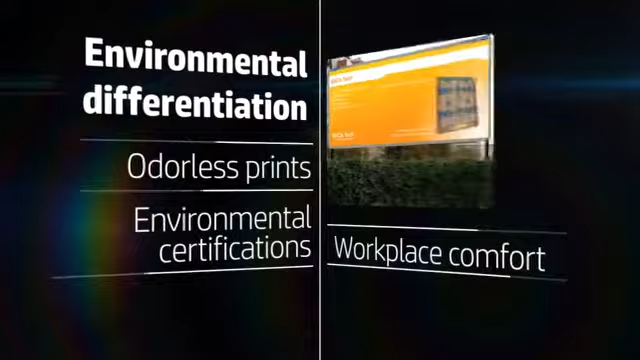 Environmental
differentiation
Odorless prints
Environmental
certifications
Workplace comfort